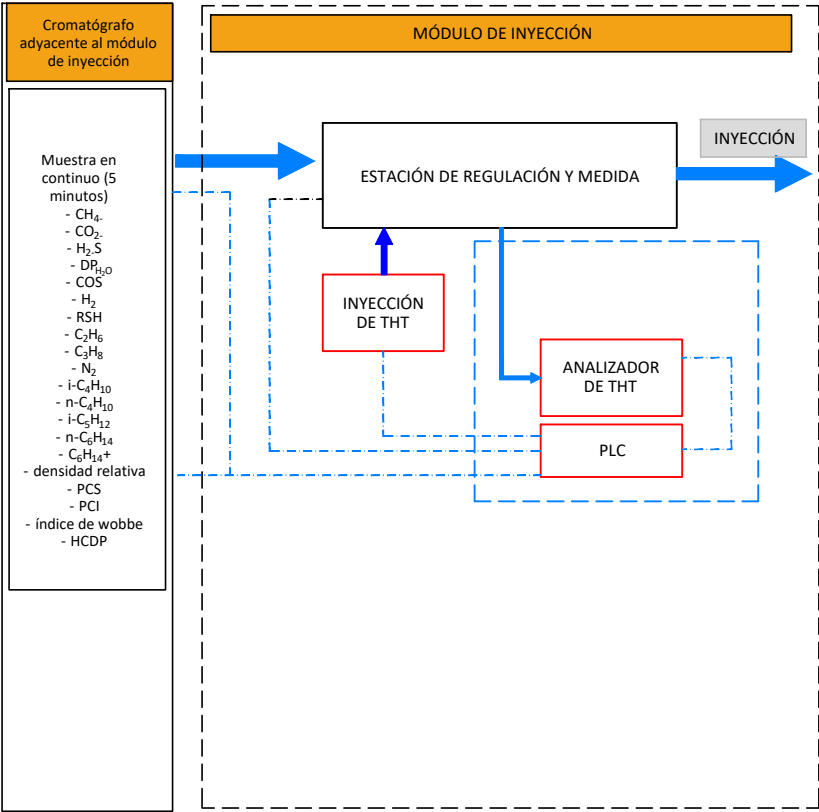 Cromatógrafo
adyacente al módulo
de inyección
Muestra en
continuo (5
minutos)
- CH₄-
- CO₂-
- H₂-S
- DP_H₂O
- COS
- H₂
- RSH
- C₂H₆
- C₃H₈
- N₂
- i-C₄H₁₀
- n-C₄H₁₀
- i-C₅H₁₂
- n-C₆H₁₄
- C₆H₁₄+
- densidad relativa
- PCS
- PCI
- índice de wobbe
- HCDP
MÓDULO DE INYECCIÓN
ESTACIÓN DE REGULACIÓN Y MEDIDA
INYECCIÓN
INYECCIÓN
DE THT
ANALIZADOR
DE THT
PLC